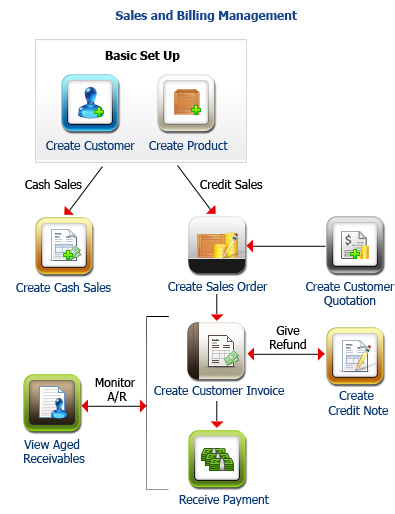 Sales and Billing Management
Basic Set Up
Create Customer
Create Product
Cash Sales
Credit Sales
Create Cash Sales
Create Sales Order
Create Customer
Quotation
Give
Refund
Create Customer Invoice
Create
Credit Note
Monitor
A/R
View Aged
Receivables
Receive Payment